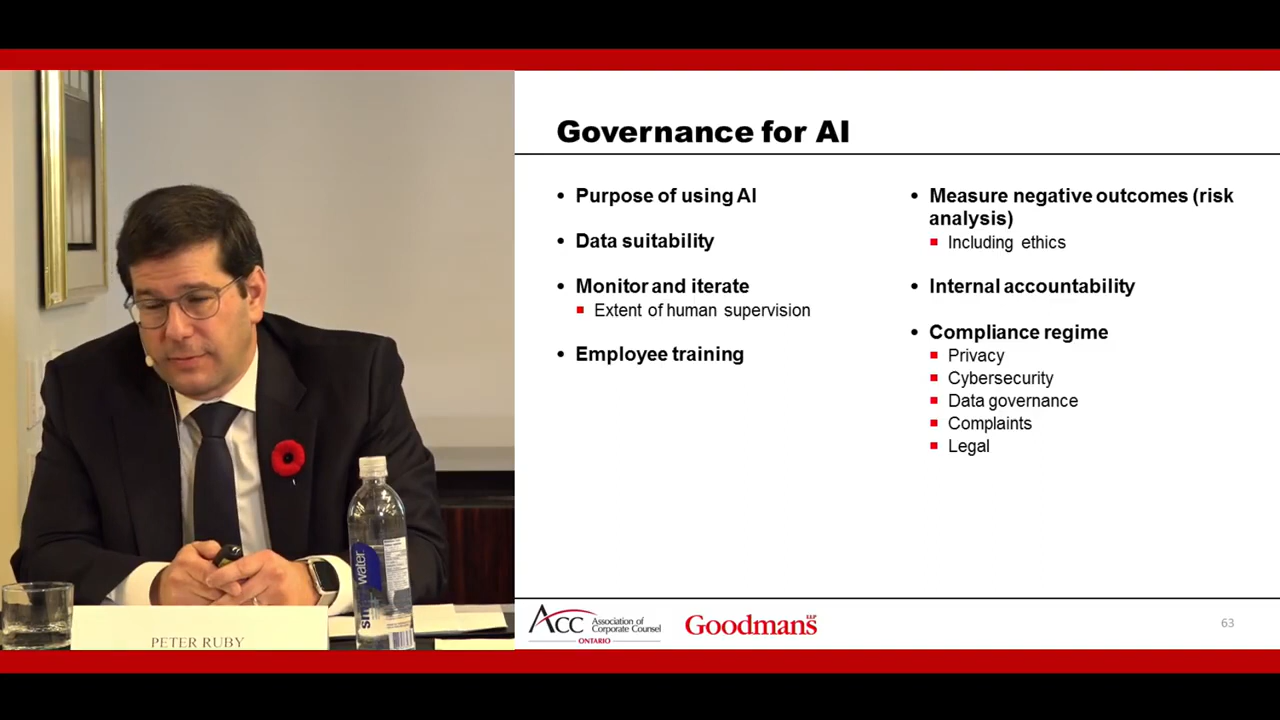 Governance for AI
• Purpose of using AI
• Data suitability
• Monitor and iterate
▪ Extent of human supervision
• Employee training
• Measure negative outcomes (risk
analysis)
▪ Including ethics
• Internal accountability
• Compliance regime
▪ Privacy
▪ Cybersecurity
▪ Data governance
▪ Complaints
▪ Legal
ACC Association of
Corporate Counsel
ONTARIO
Goodmans LLP
63
PETER RUBY
water